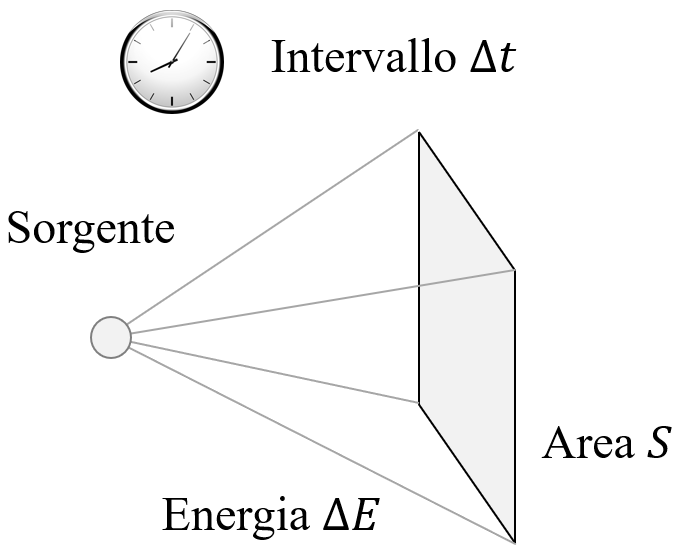 Intervallo Δt
Sorgente
Area S
Energia ΔE